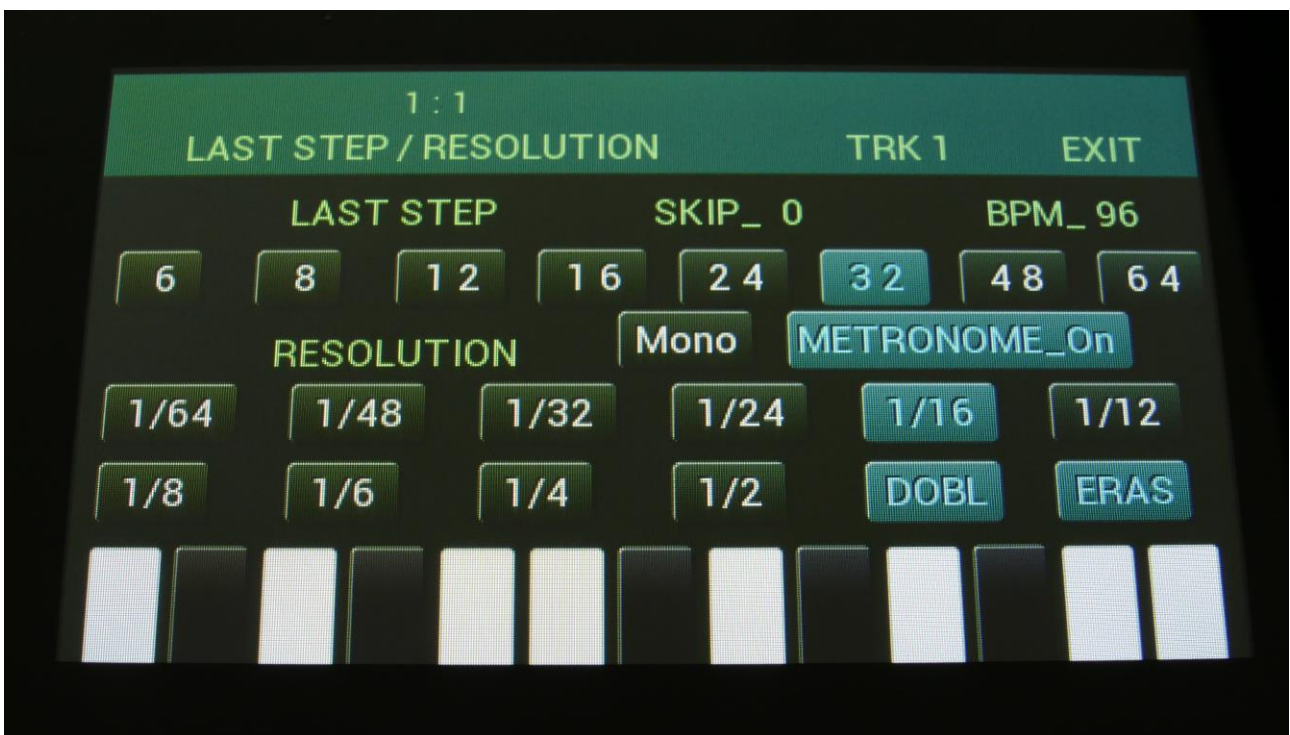 1 : 1
LAST STEP / RESOLUTION TRK 1 EXIT
LAST STEP SKIP_ 0 BPM_ 96
6 8 12 16 24 32 48 64
Mono METRONOME_On
RESOLUTION
1/64 1/48 1/32 1/24 1/16 1/12
1/8 1/6 1/4 1/2 DOBL ERAS